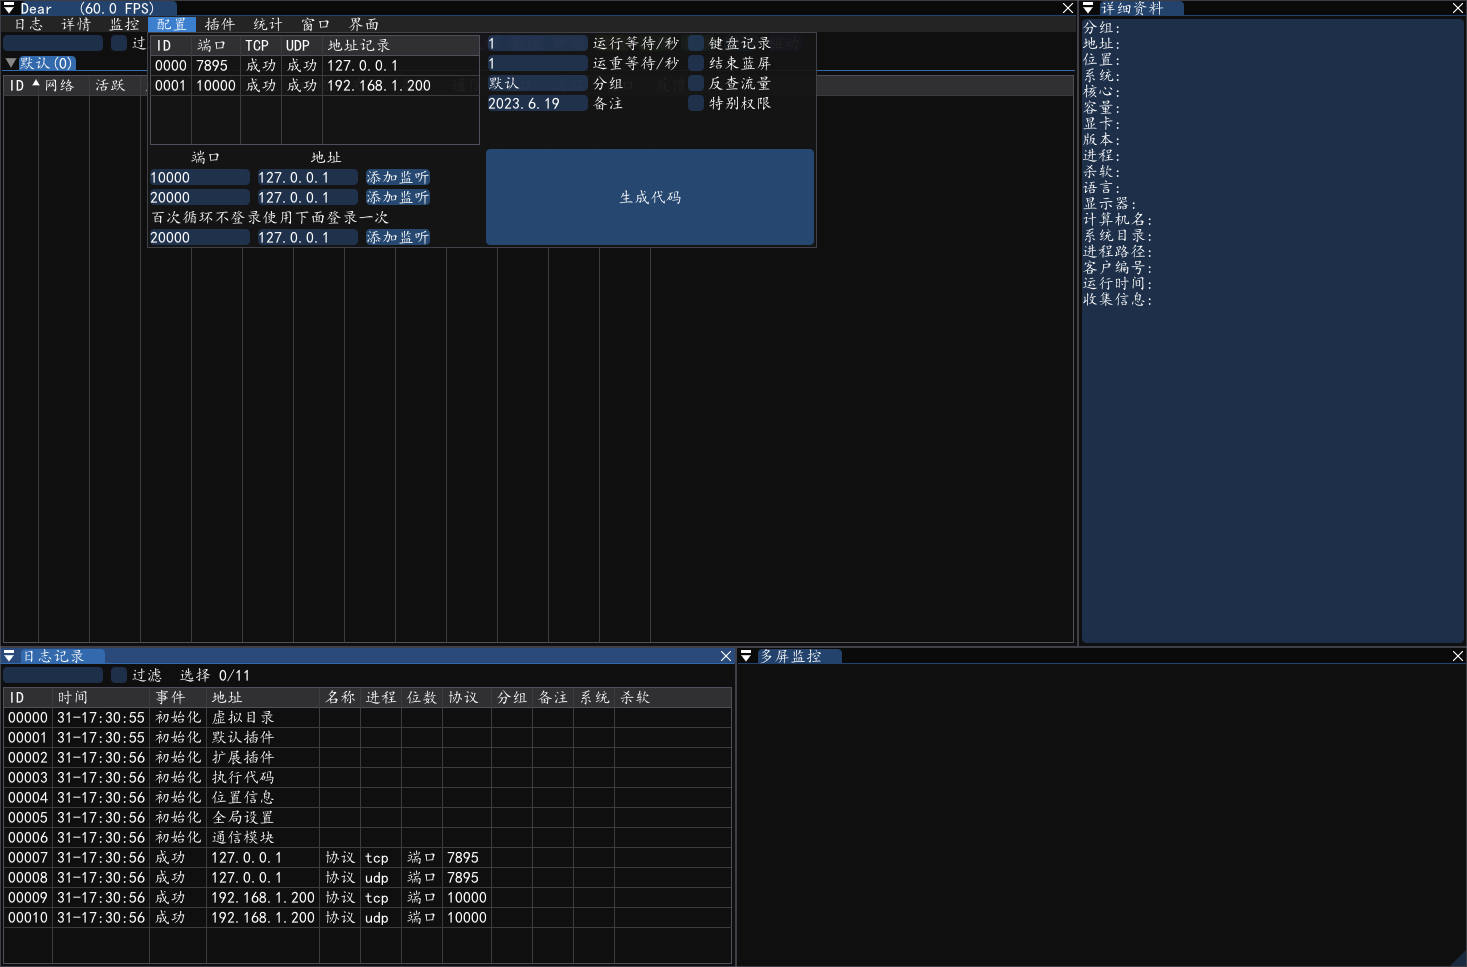 Dear (60.0 FPS)
日志 详情 监控 配置 插件 统计 窗口 界面
过
默认(0)
ID 网络 活跃
ID 端口 TCP UDP 地址记录
0000 7895 成功 成功 127.0.0.1
0001 10000 成功 成功 192.168.1.200
端口 地址
10000 127.0.0.1 添加监听
20000 127.0.0.1 添加监听
百次循环不登录使用下面登录一次
20000 127.0.0.1 添加监听
1 运行等待/秒 键盘记录
1 运重等待/秒 结束蓝屏
默认 分组 反查流量
2023.6.19 备注 特别权限
生成代码
详细资料
分组:
地址:
位置:
系统:
核心:
容量:
显卡:
版本:
进程:
杀软:
语言:
显示器:
计算机名:
系统目录:
进程路径:
客户编号:
运行时间:
收集信息:
日志记录
过滤 选择 0/11
ID 时间 事件 地址 名称 进程 位数 协议 分组 备注 系统 杀软
00000 31-17:30:55 初始化 虚拟目录
00001 31-17:30:55 初始化 默认插件
00002 31-17:30:56 初始化 扩展插件
00003 31-17:30:56 初始化 执行代码
00004 31-17:30:56 初始化 位置信息
00005 31-17:30:56 初始化 全局设置
00006 31-17:30:56 初始化 通信模块
00007 31-17:30:56 成功 127.0.0.1 协议 tcp 端口 7895
00008 31-17:30:56 成功 127.0.0.1 协议 udp 端口 7895
00009 31-17:30:56 成功 192.168.1.200 协议 tcp 端口 10000
00010 31-17:30:56 成功 192.168.1.200 协议 udp 端口 10000
多屏监控